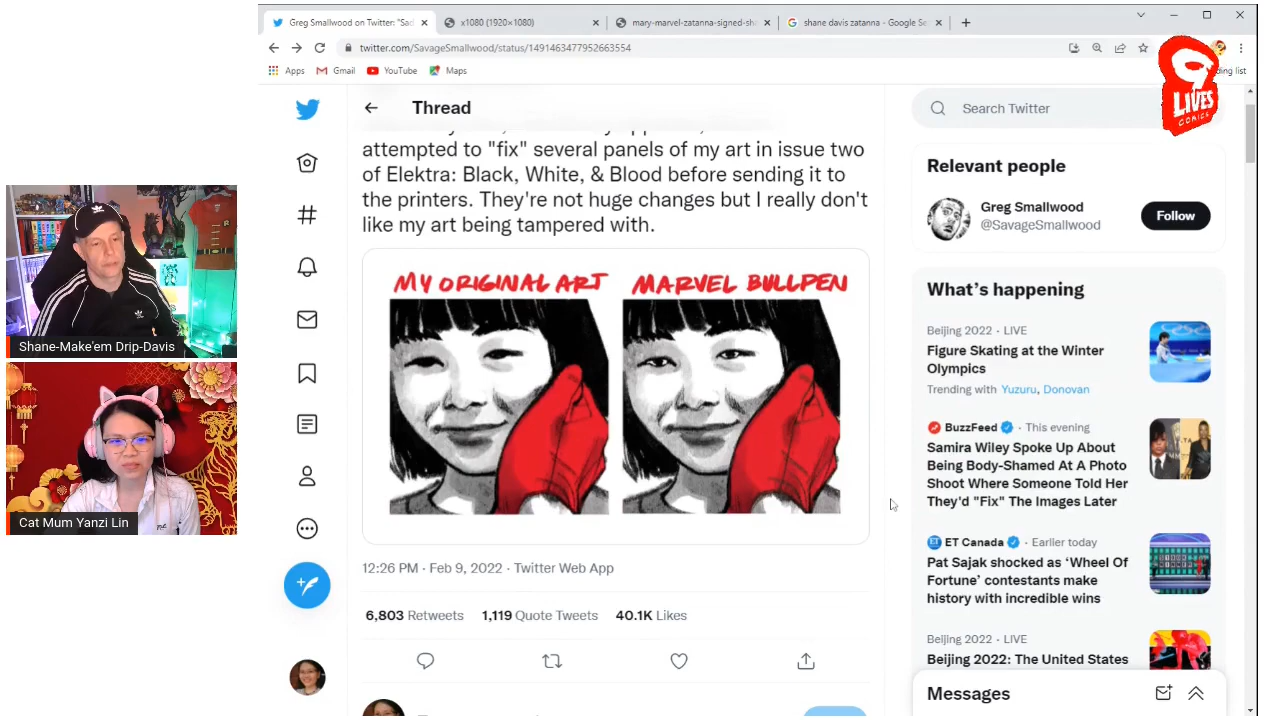 Greg Smallwood on Twitter: "Sad
x1080 (1920×1080)
mary-marvel-zatanna-signed-sh
shane davis zatanna - Google Se
twitter.com/SavageSmallwood/status/1491463477952663554
Apps
Gmail
YouTube
Maps
ding list
9
LIVES
COMICS
Thread
Search Twitter
attempted to "fix" several panels of my art in issue two
of Elektra: Black, White, & Blood before sending it to
the printers. They're not huge changes but I really don't
like my art being tampered with.
MY ORIGINAL ART
MARVEL BULLPEN
12:26 PM · Feb 9, 2022 · Twitter Web App
6,803 Retweets 1,119 Quote Tweets 40.1K Likes
Relevant people
Greg Smallwood
@SavageSmallwood
Follow
What's happening
Beijing 2022 · LIVE
Figure Skating at the Winter
Olympics
Trending with Yuzuru, Donovan
BuzzFeed · This evening
Samira Wiley Spoke Up About
Being Body-Shamed At A Photo
Shoot Where Someone Told Her
They'd "Fix" The Images Later
ET Canada · Earlier today
Pat Sajak shocked as 'Wheel Of
Fortune' contestants make
history with incredible wins
Beijing 2022 · LIVE
Beijing 2022: The United States
Messages
Shane-Make'em Drip-Davis
Cat Mum Yanzi Lin